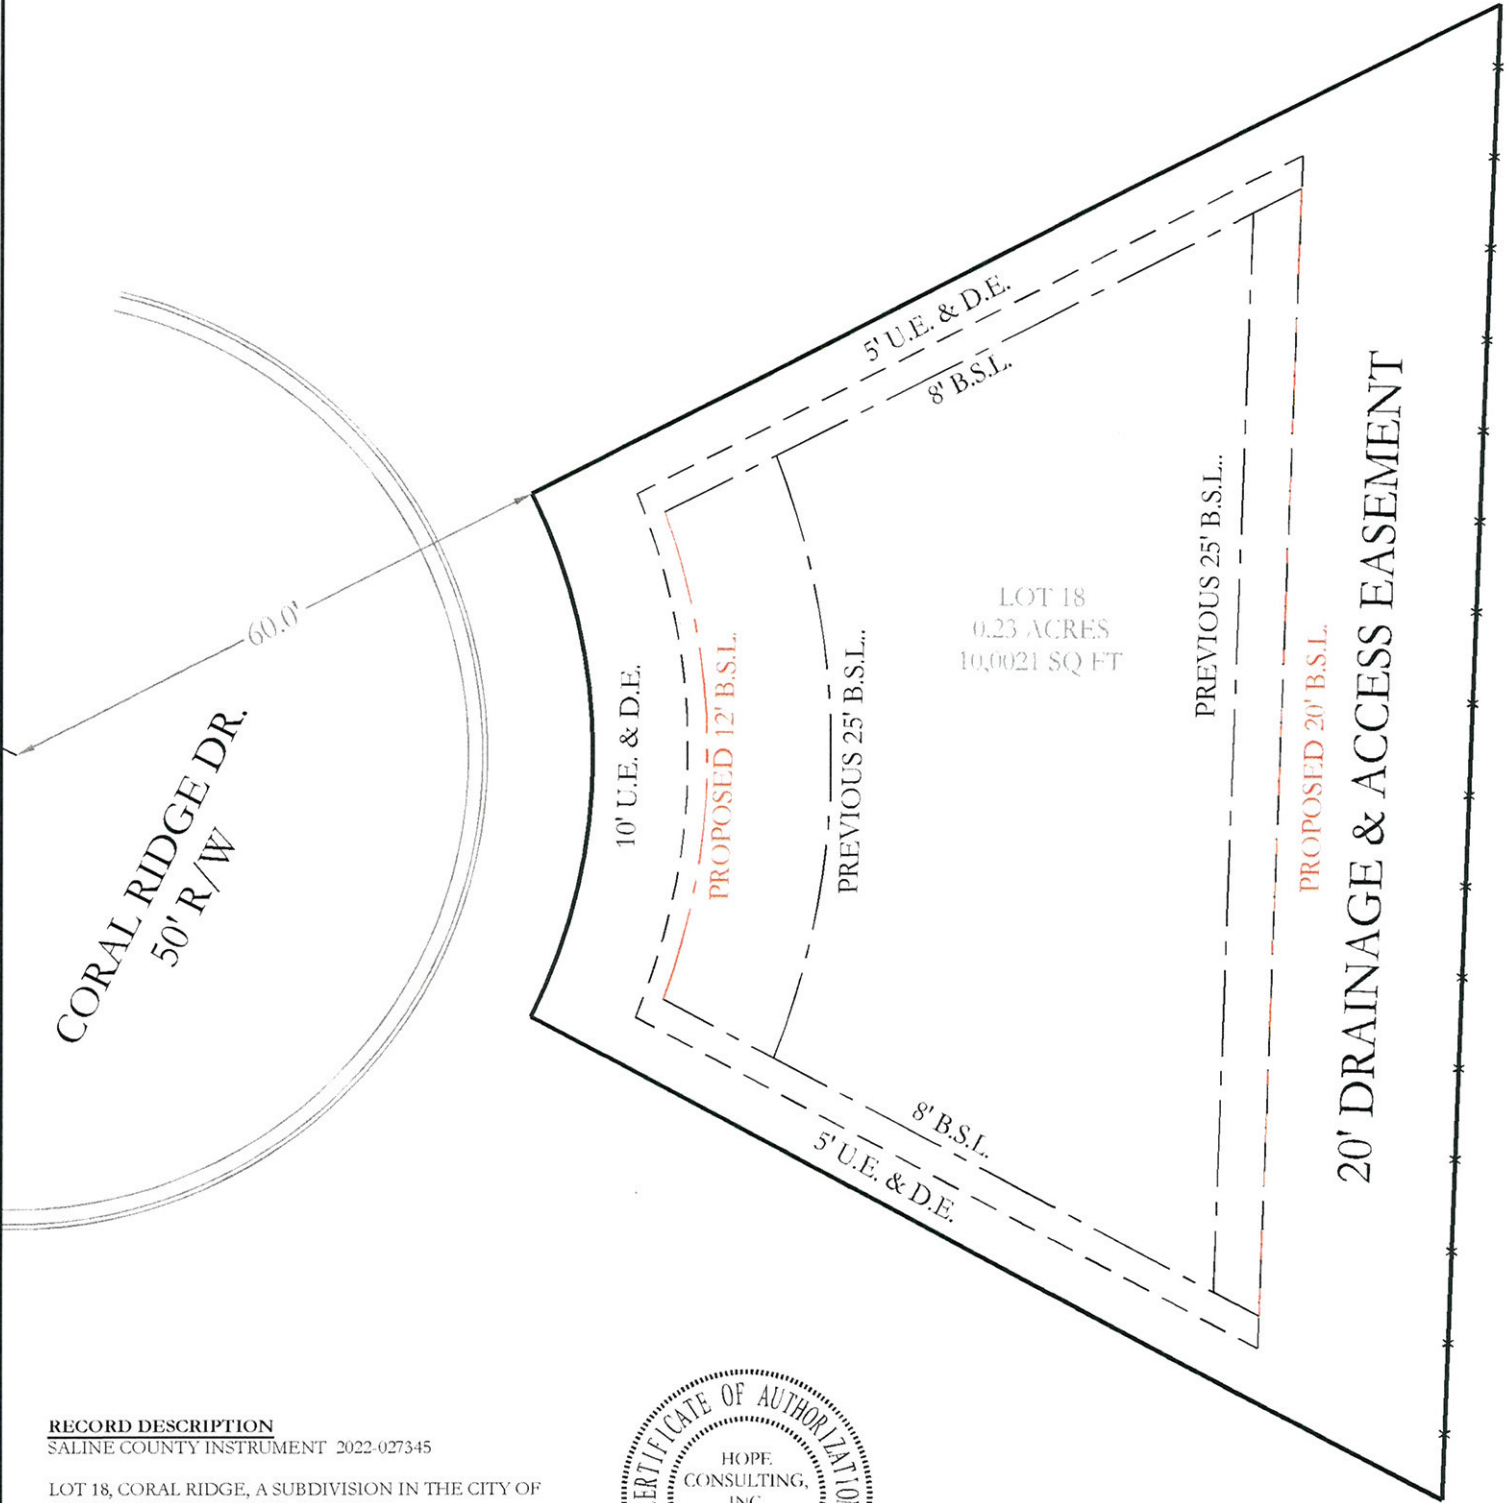 60.0'
CORAL RIDGE DR.
50' R/W
10' U.E. & D.E.
PROPOSED 12' B.S.L.
PREVIOUS 25' B.S.L..
5' U.E. & D.E.
8' B.S.L.
LOT 18
0.23 ACRES
10,0021 SQ FT
PREVIOUS 25' B.S.L..
PROPOSED 20' B.S.L.
20' DRAINAGE & ACCESS EASEMENT
8' B.S.L.
5' U.E. & D.E.
RECORD DESCRIPTION
SALINE COUNTY INSTRUMENT 2022-027345
LOT 18, CORAL RIDGE, A SUBDIVISION IN THE CITY OF
CERTIFICATE OF AUTHORIZATION
HOPE
CONSULTING,
INC